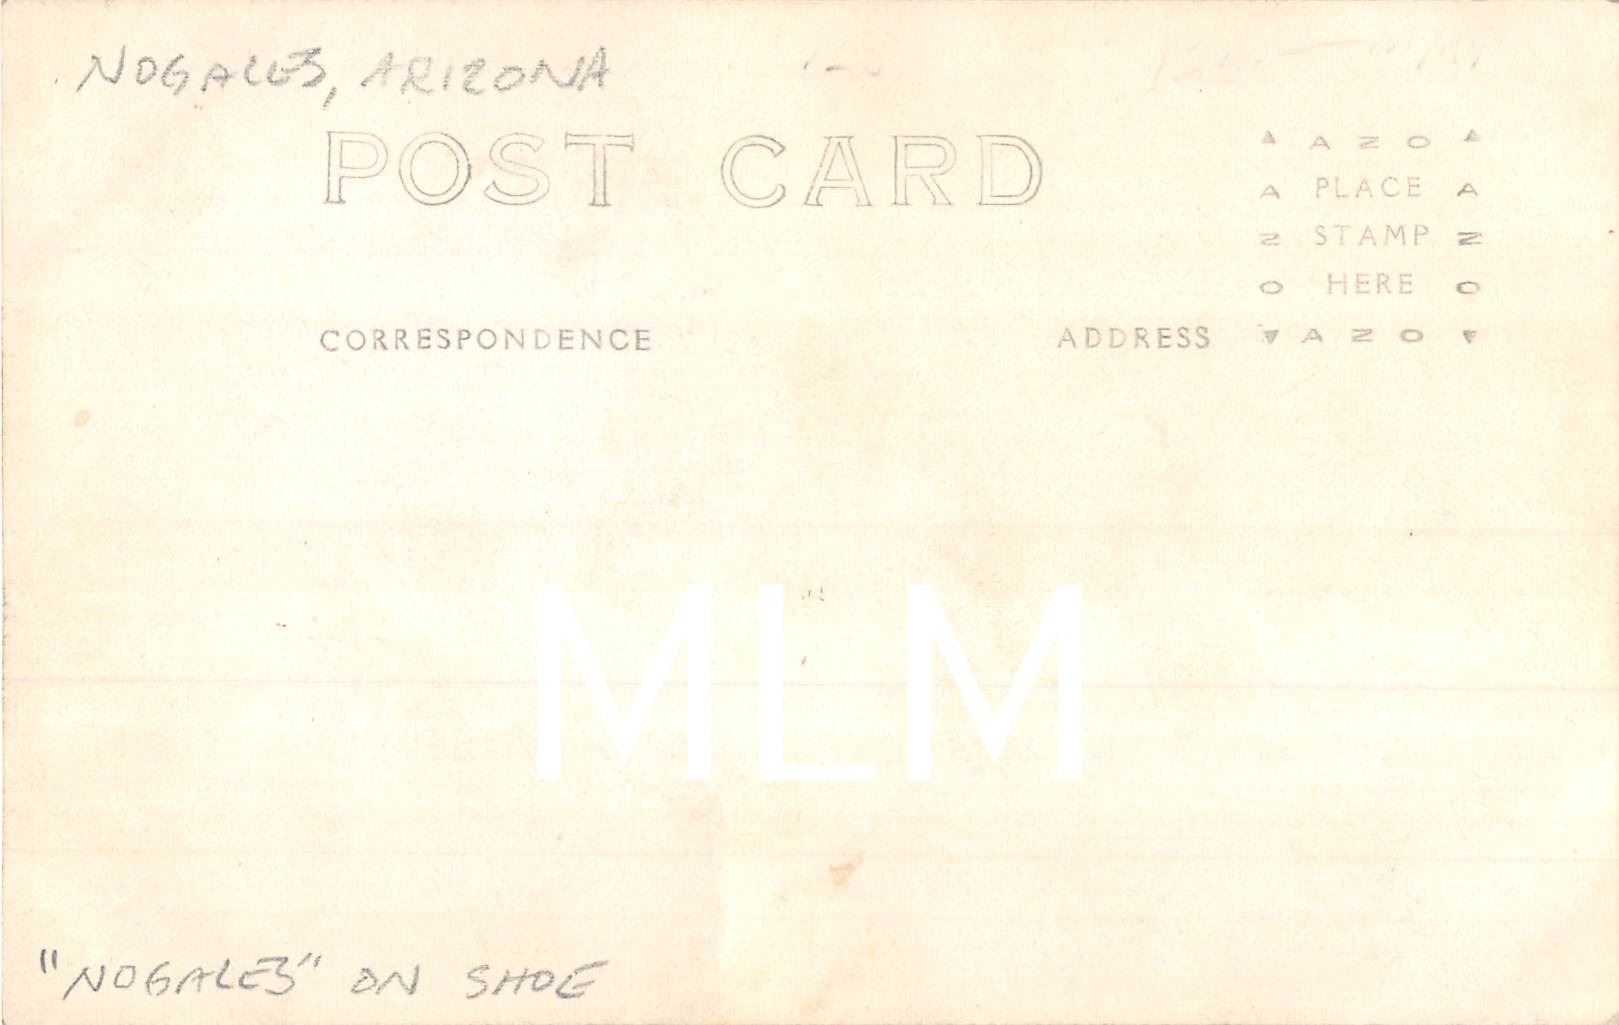 NOGALES, ARIZONA
POST CARD
AZO
A PLACE A
N STAMP N
O HERE O
CORRESPONDENCE
ADDRESS
AZO
MLM
"NOGALES" ON SHOE